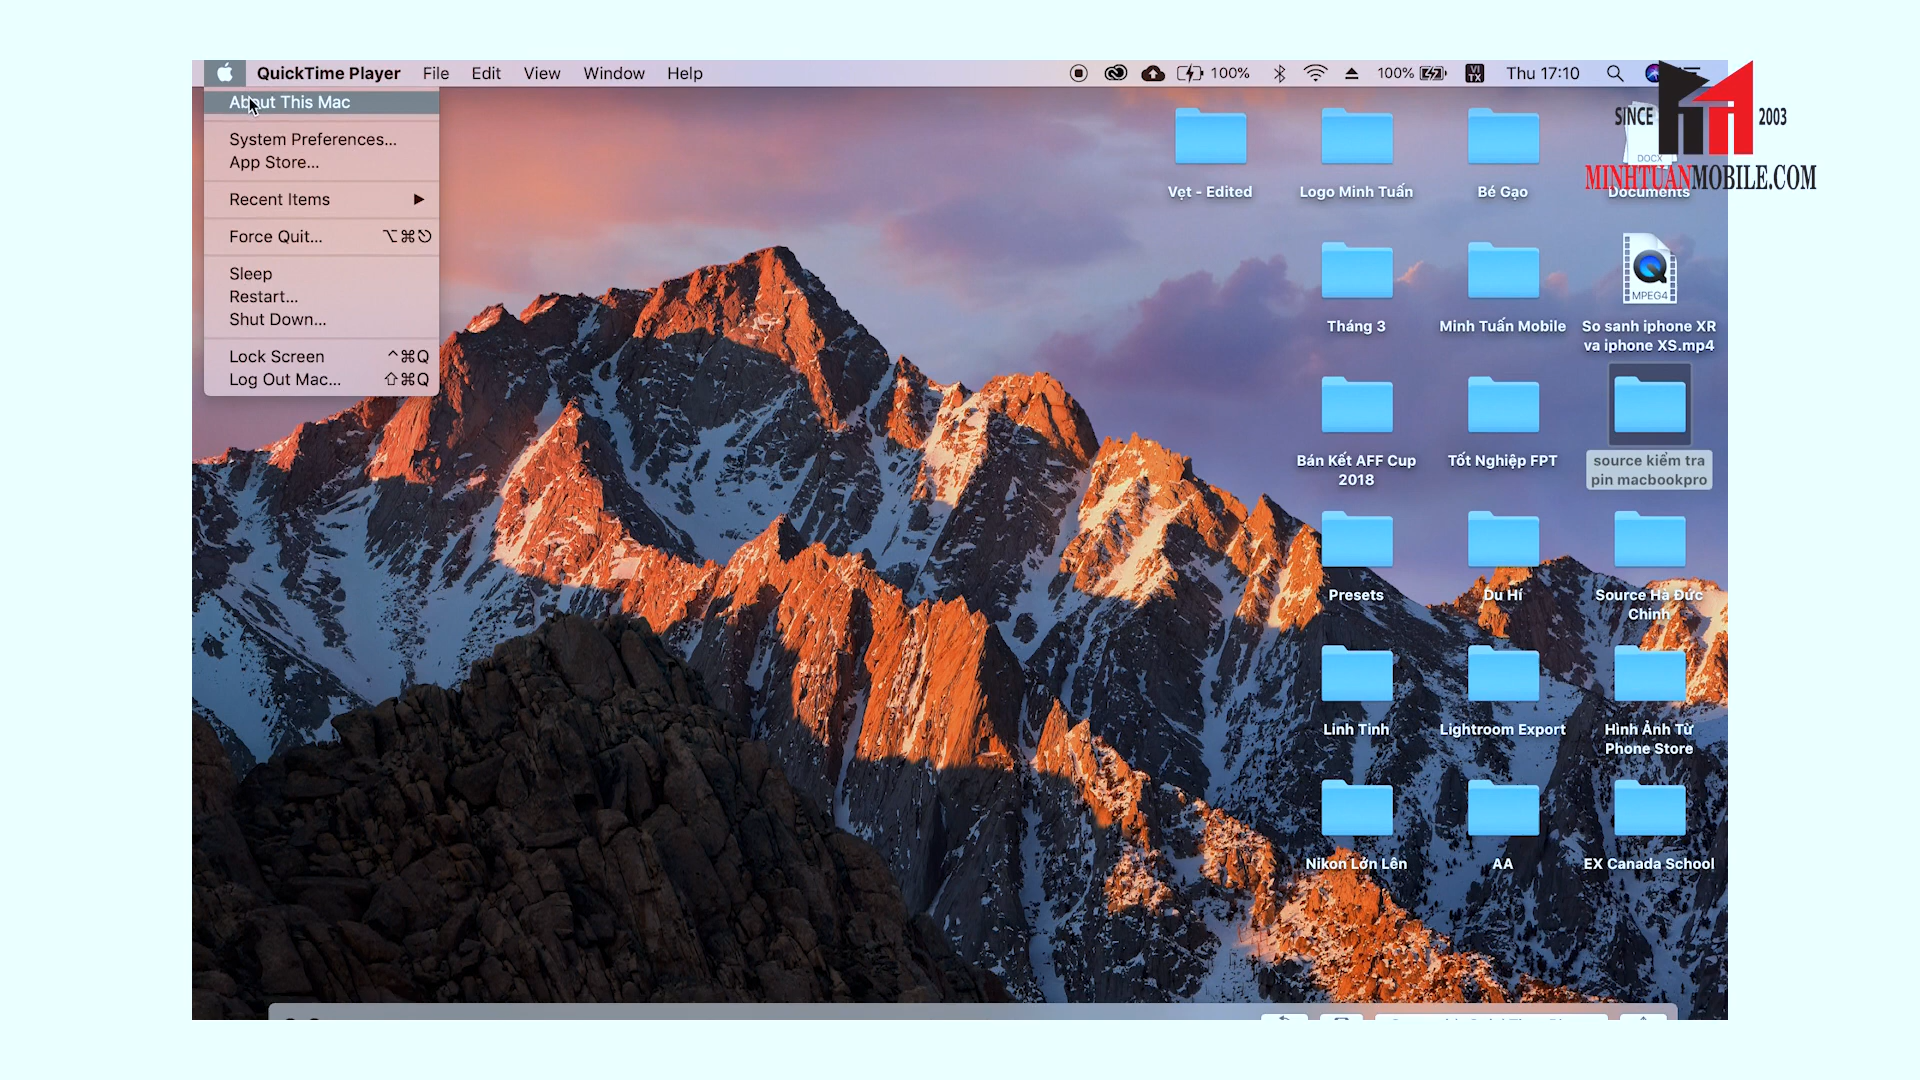 QuickTime Player File Edit View Window Help 100% 100% VI TX Thu 17:10
About This Mac
System Preferences...
App Store...
Recent Items
Force Quit... ⌥⌘⎋
Sleep
Restart...
Shut Down...
Lock Screen ^⌘Q
Log Out Mac... ⇧⌘Q
SINCE 2003
MINHTUANMOBILE.COM
DOCX
Vẹt - Edited
Logo Minh Tuấn
Bé Gạo
Documents
MPEG4
Tháng 3
Minh Tuấn Mobile
So sanh iphone XR
va iphone XS.mp4
Bán Kết AFF Cup
2018
Tốt Nghiệp FPT
source kiểm tra
pin macbookpro
Presets
Du Hí
Source Hà Đức
Chinh
Linh Tinh
Lightroom Export
Hình Ảnh Từ
Phone Store
Nikon Lớn Lên
AA
EX Canada School